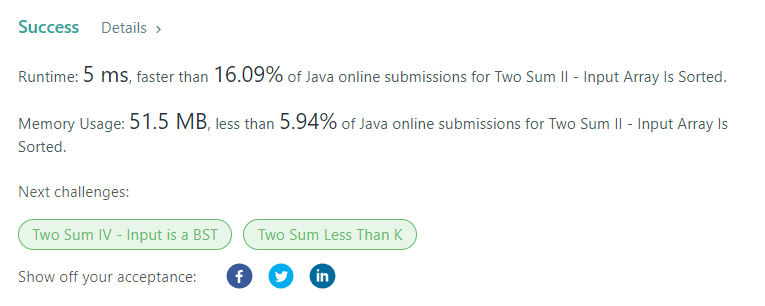 Success Details >
Runtime: 5 ms, faster than 16.09% of Java online submissions for Two Sum II - Input Array Is Sorted.
Memory Usage: 51.5 MB, less than 5.94% of Java online submissions for Two Sum II - Input Array Is
Sorted.
Next challenges:
Two Sum IV - Input is a BST Two Sum Less Than K
Show off your acceptance: f in